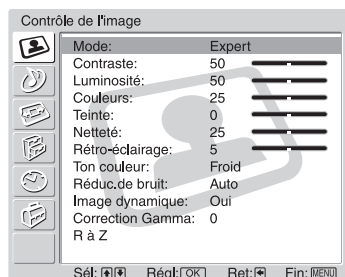 Contrôle de l'image
Mode: Expert
Contraste: 50
Luminosité: 50
Couleurs: 25
Teinte: 0
Netteté: 25
Rétro-éclairage: 5
Ton couleur: Froid
Réduc.de bruit: Auto
Image dynamique: Oui
Correction Gamma: 0
R à Z
Sél: Régl: OK Ret: Fin: MENU